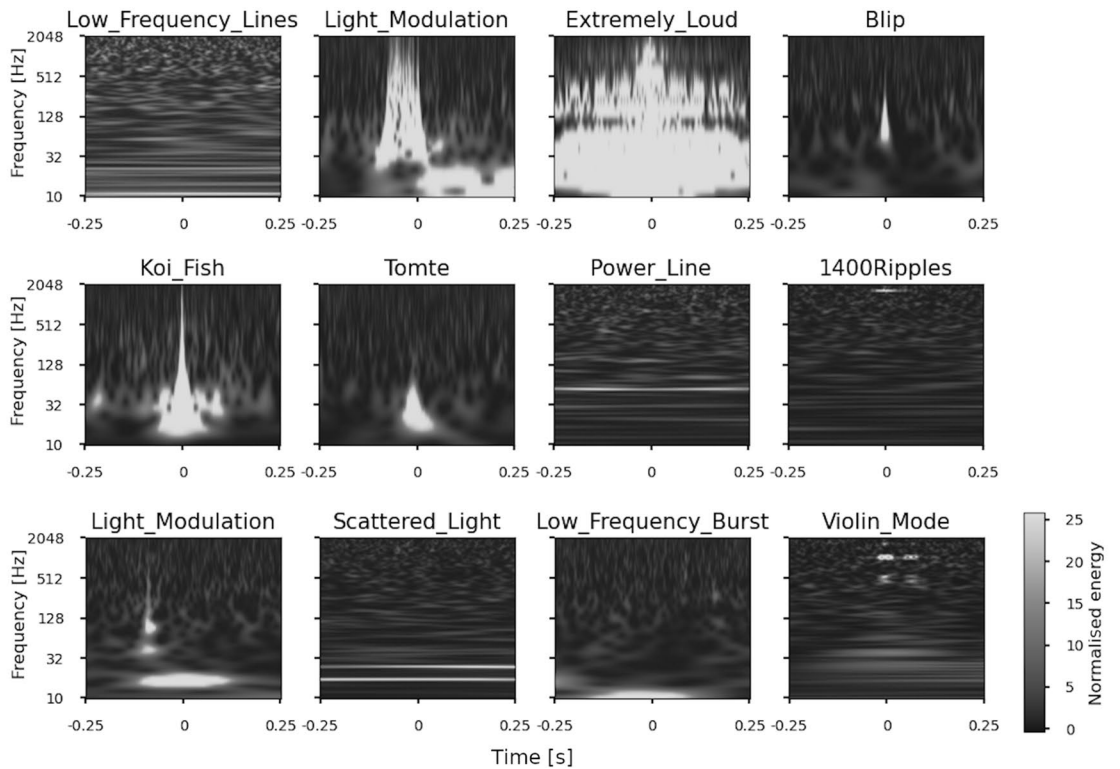 Low_Frequency_Lines Light_Modulation Extremely_Loud Blip
Frequency [Hz]
2048
512
128
32
10
-0.25 0 0.25 -0.25 0 0.25 -0.25 0 0.25 -0.25 0 0.25
Koi_Fish Tomte Power_Line 1400Ripples
Frequency [Hz]
2048
512
128
32
10
-0.25 0 0.25 -0.25 0 0.25 -0.25 0 0.25 -0.25 0 0.25
Light_Modulation Scattered_Light Low_Frequency_Burst Violin_Mode
Frequency [Hz]
2048
512
128
32
10
-0.25 0 0.25 -0.25 0 0.25 -0.25 0 0.25 -0.25 0 0.25
Time [s]
25
20
15
10
5
0
Normalised energy